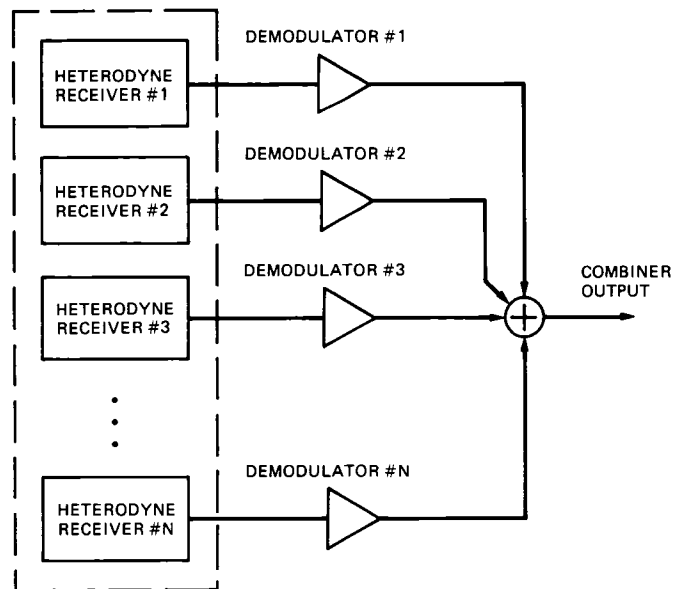 DEMODULATOR #1
HETERODYNE
RECEIVER #1
DEMODULATOR #2
HETERODYNE
RECEIVER #2
DEMODULATOR #3
HETERODYNE
RECEIVER #3
COMBINER
OUTPUT
DEMODULATOR #N
HETERODYNE
RECEIVER #N